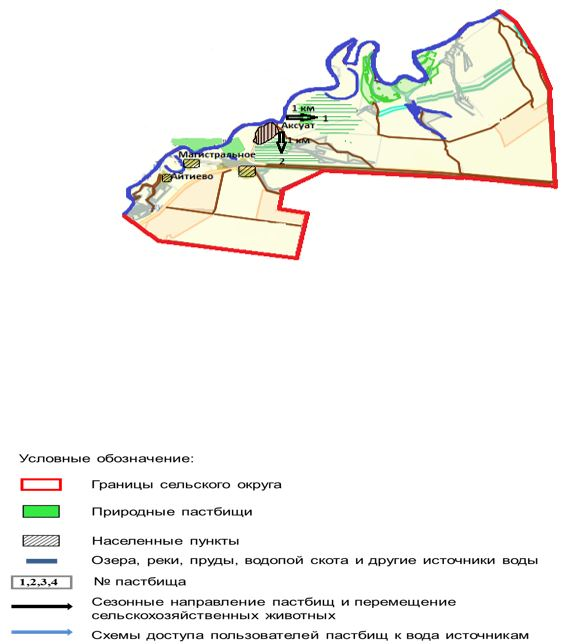 1 км
1
Аксуат
1 км
Магистральное
2
Айтиево
Условные обозначение:
Границы сельского округа
Природные пастбищи
Населенные пункты
Озера, реки, пруды, водопой скота и другие источники воды
1,2,3,4 № пастбища
Сезонные направление пастбищ и перемещение
сельскохозяйственных животных
Схемы доступа пользователей пастбищ к вода источникам